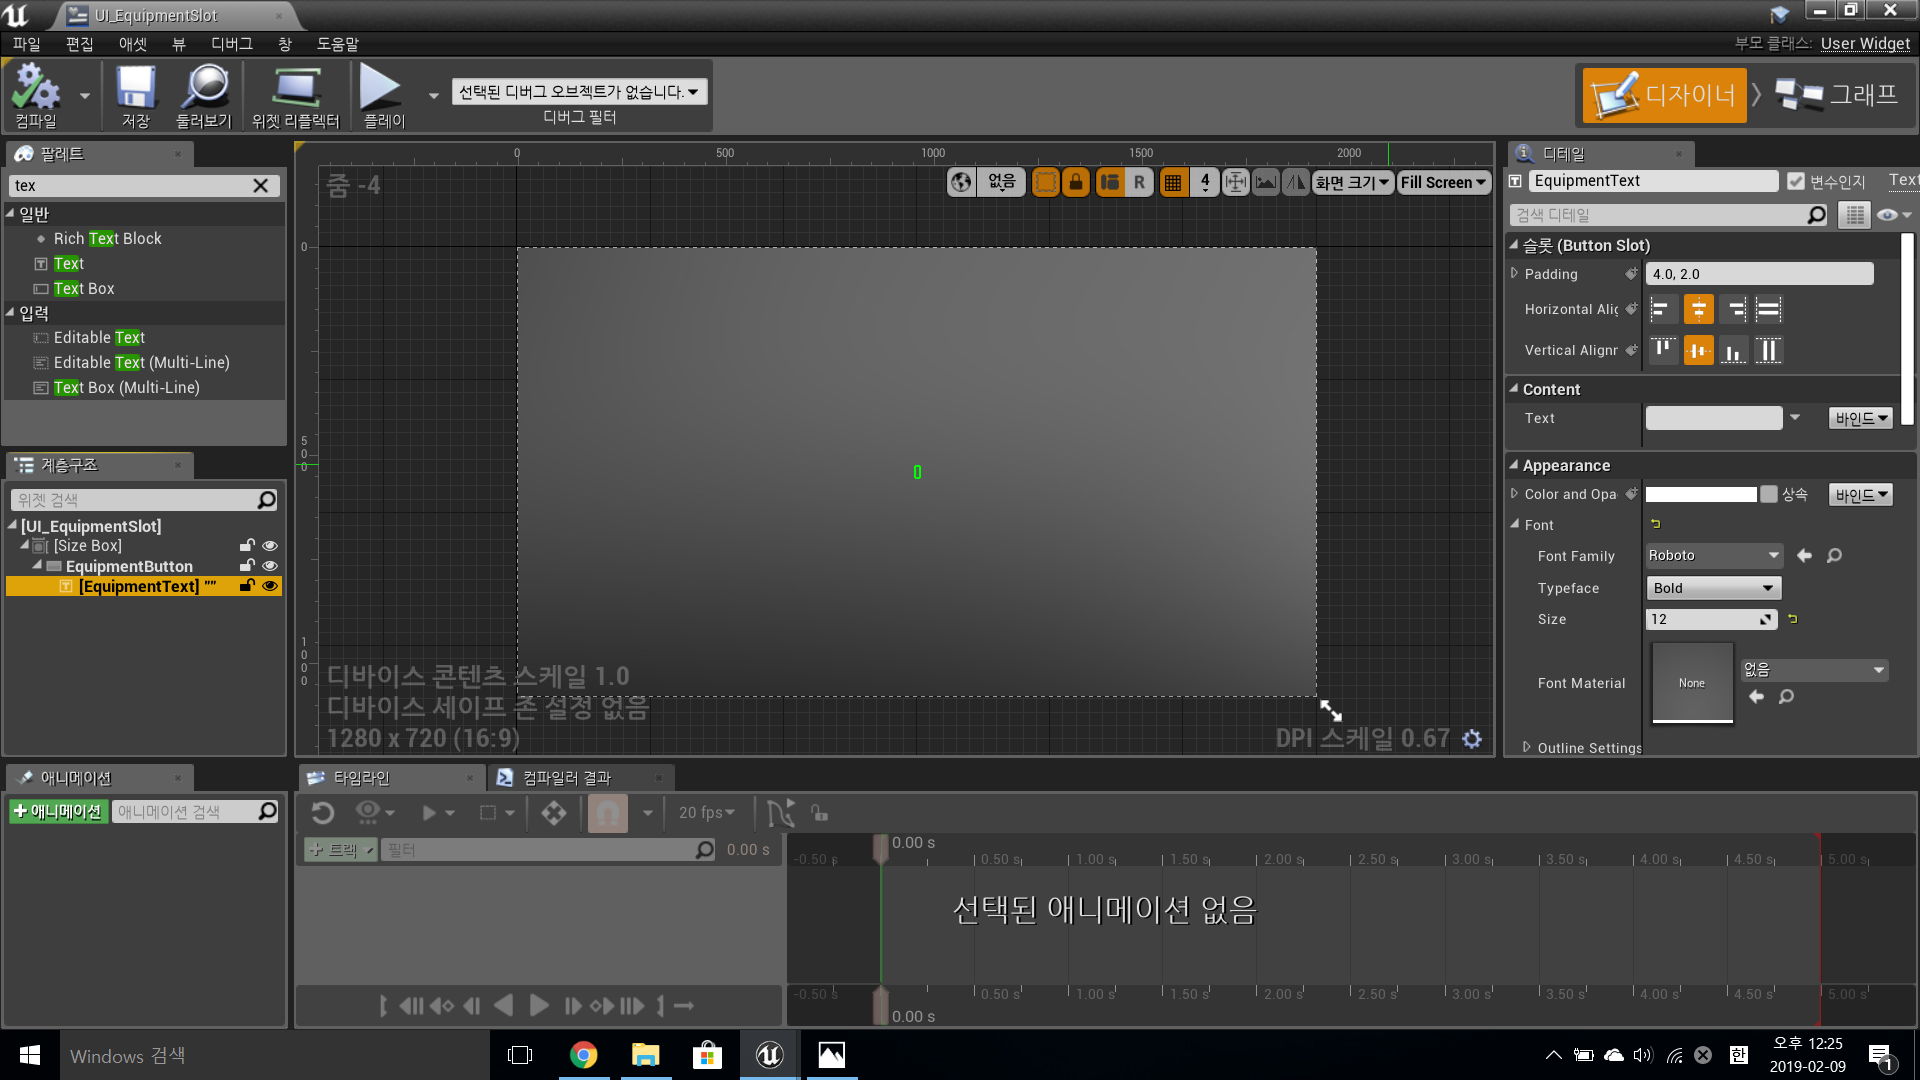 UI_EquipmentSlot
파일 편집 애셋 뷰 디버그 창 도움말
부모 클래스: User Widget
컴파일 저장 둘러보기 위젯 리플렉터 플레이
선택된 디버그 오브젝트가 없습니다.
디버그 필터
디자이너 그래프
팔레트
tex
일반
Rich Text Block
Text
Text Box
입력
Editable Text
Editable Text (Multi-Line)
Text Box (Multi-Line)
계층구조
위젯 검색
[UI_EquipmentSlot]
[Size Box]
EquipmentButton
[EquipmentText] ""
0 500 1000 1500 2000
줌 -4
없음 R 4 화면 크기 Fill Screen
0
500
1000
디바이스 콘텐츠 스케일 1.0
디바이스 세이프 존 설정 없음
1280 x 720 (16:9)
DPI 스케일 0.67
디테일
EquipmentText 변수인지 Text
검색 디테일
슬롯 (Button Slot)
Padding 4.0, 2.0
Horizontal Alig
Vertical Alignr
Content
Text 바인드
Appearance
Color and Opa 상속 바인드
Font
Font Family Roboto
Typeface Bold
Size 12
Font Material None 없음
Outline Settings
애니메이션
애니메이션 애니메이션 검색
타임라인 컴파일러 결과
20 fps
트랙 필터 0.00 s
0.00 s
-0.50 s 0.50 s 1.00 s 1.50 s 2.00 s 2.50 s 3.00 s 3.50 s 4.00 s 4.50 s 5.00 s
선택된 애니메이션 없음
-0.50 s 0.50 s 1.00 s 1.50 s 2.00 s 2.50 s 3.00 s 3.50 s 4.00 s 4.50 s 5.00 s
0.00 s
Windows 검색
한
오후 12:25
2019-02-09
1